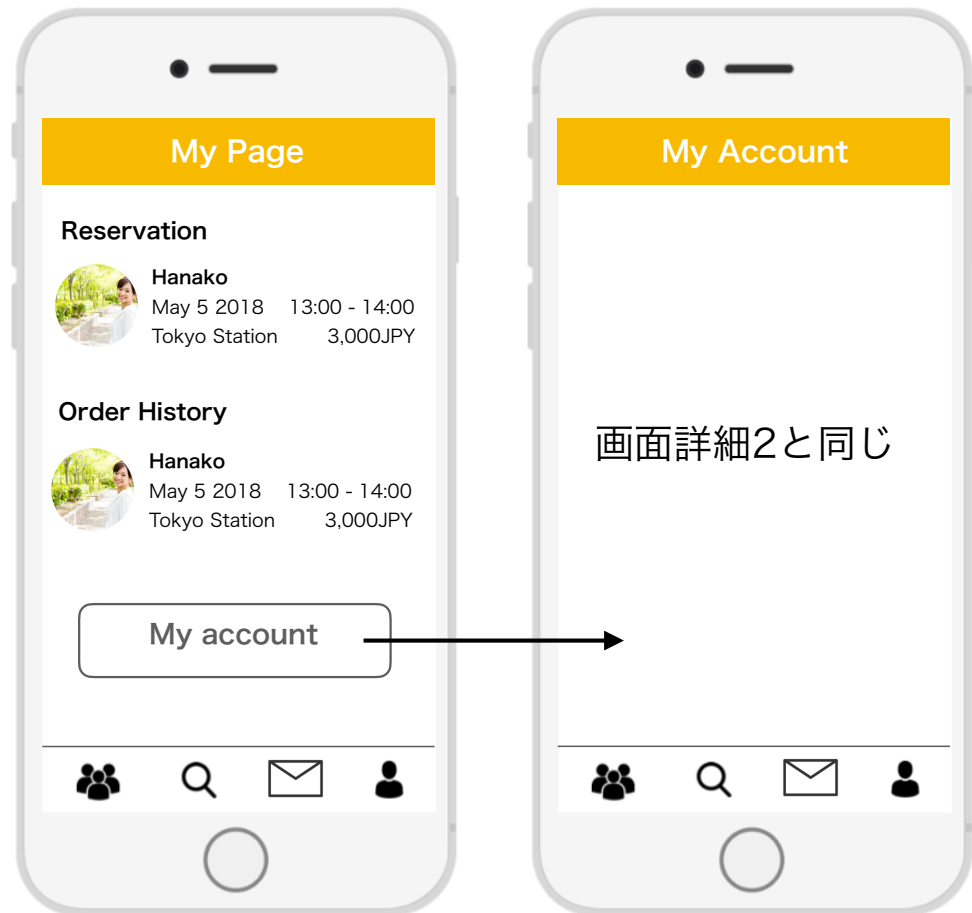 My Page
Reservation
Hanako
May 5 2018 13:00 - 14:00
Tokyo Station 3,000JPY
Order History
Hanako
May 5 2018 13:00 - 14:00
Tokyo Station 3,000JPY
My account
My Account
画面詳細2と同じ